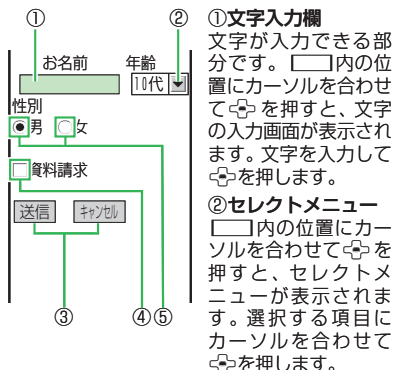 ① ②
お名前 年齢
10代
性別
男 女
資料請求
送信 キャンセル
③ ④⑤
①文字入力欄
文字が入力できる部
分です。 内の位
置にカーソルを合わせ
て を押すと、文字
の入力画面が表示され
ます。文字を入力して
を押します。
②セレクトメニュー
内の位置にカー
ソルを合わせて を
押すと、セレクトメ
ニューが表示されま
す。選択する項目に
カーソルを合わせて
を押します。